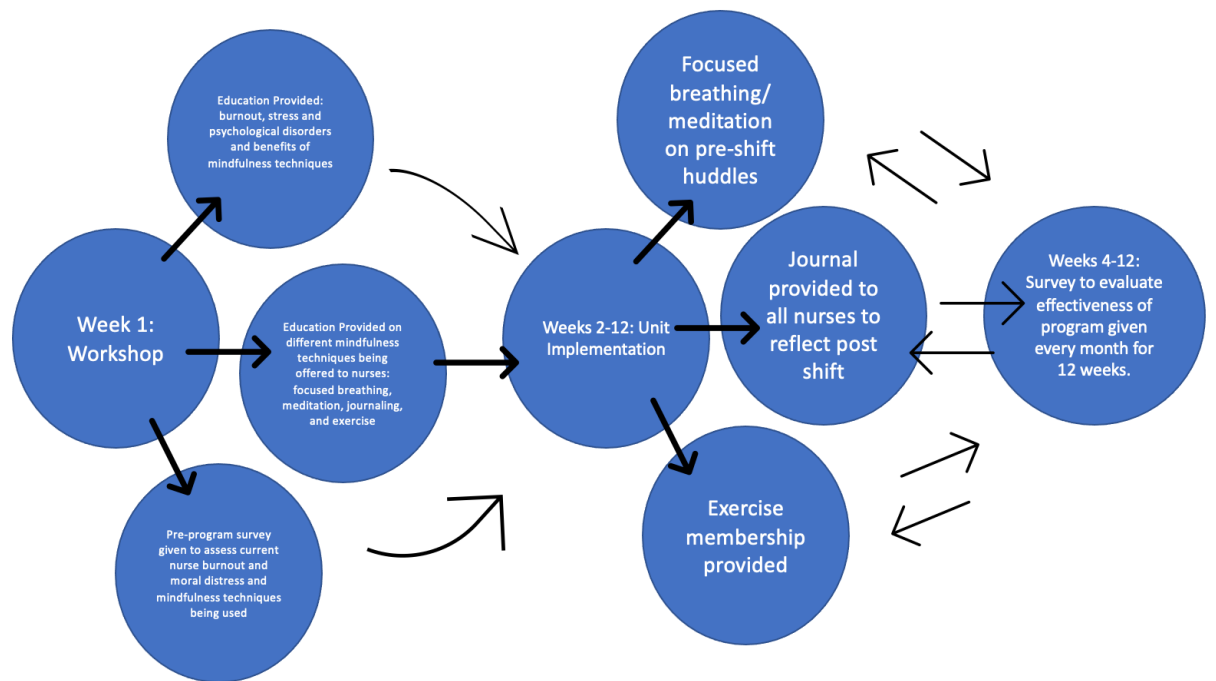 Week 1:
Workshop
Education Provided:
burnout, stress and
psychological disorders
and benefits of
mindfulness techniques
Education Provided on
different mindfulness
techniques being
offered to nurses:
focused breathing,
meditation, journaling,
and exercise
Pre-program survey
given to assess current
nurse burnout and
moral distress and
mindfulness techniques
being used
Weeks 2-12: Unit
Implementation
Focused
breathing/
meditation
on pre-shift
huddles
Journal
provided to
all nurses to
reflect post
shift
Exercise
membership
provided
Weeks 4-12:
Survey to evaluate
effectiveness of
program given
every month for
12 weeks.